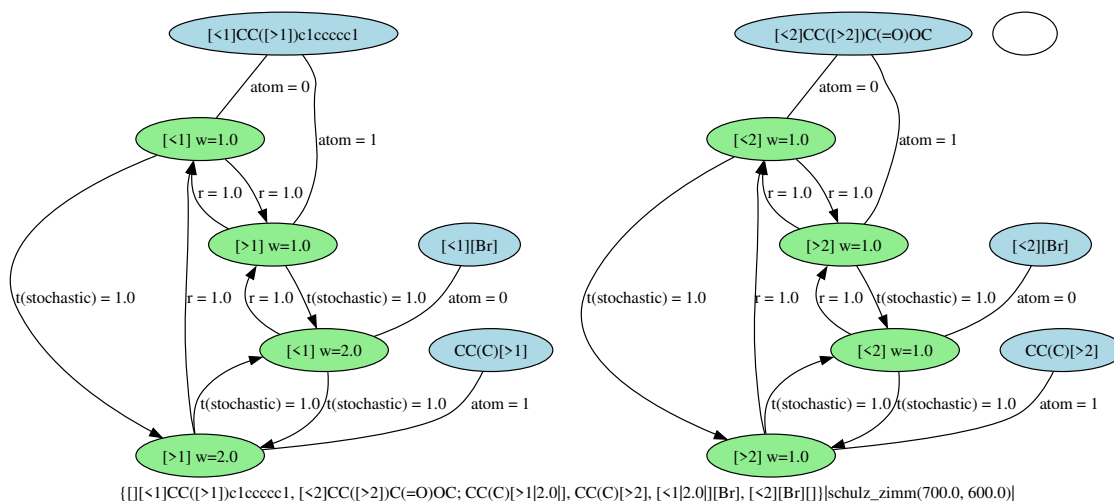 [<1]CC([>1])c1ccccc1
[<2]CC([>2])C(=O)OC
atom = 0
atom = 0
[<1] w=1.0
[<2] w=1.0
atom = 1
atom = 1
r = 1.0
r = 1.0
r = 1.0
r = 1.0
[>1] w=1.0
[<1][Br]
[>2] w=1.0
[<2][Br]
t(stochastic) = 1.0
r = 1.0
r = 1.0
t(stochastic) = 1.0
atom = 0
t(stochastic) = 1.0
r = 1.0
r = 1.0
t(stochastic) = 1.0
atom = 0
[<1] w=2.0
CC(C)[>1]
[<2] w=1.0
CC(C)[>2]
t(stochastic) = 1.0
t(stochastic) = 1.0
atom = 1
t(stochastic) = 1.0
t(stochastic) = 1.0
atom = 1
[>1] w=2.0
[>2] w=1.0
{[][<1]CC([>1])c1ccccc1, [<2]CC([>2])C(=O)OC; CC(C)[>1|2.0|], CC(C)[>2], [<1|2.0|][Br], [<2][Br][]}|schulz_zimm(700.0, 600.0)|